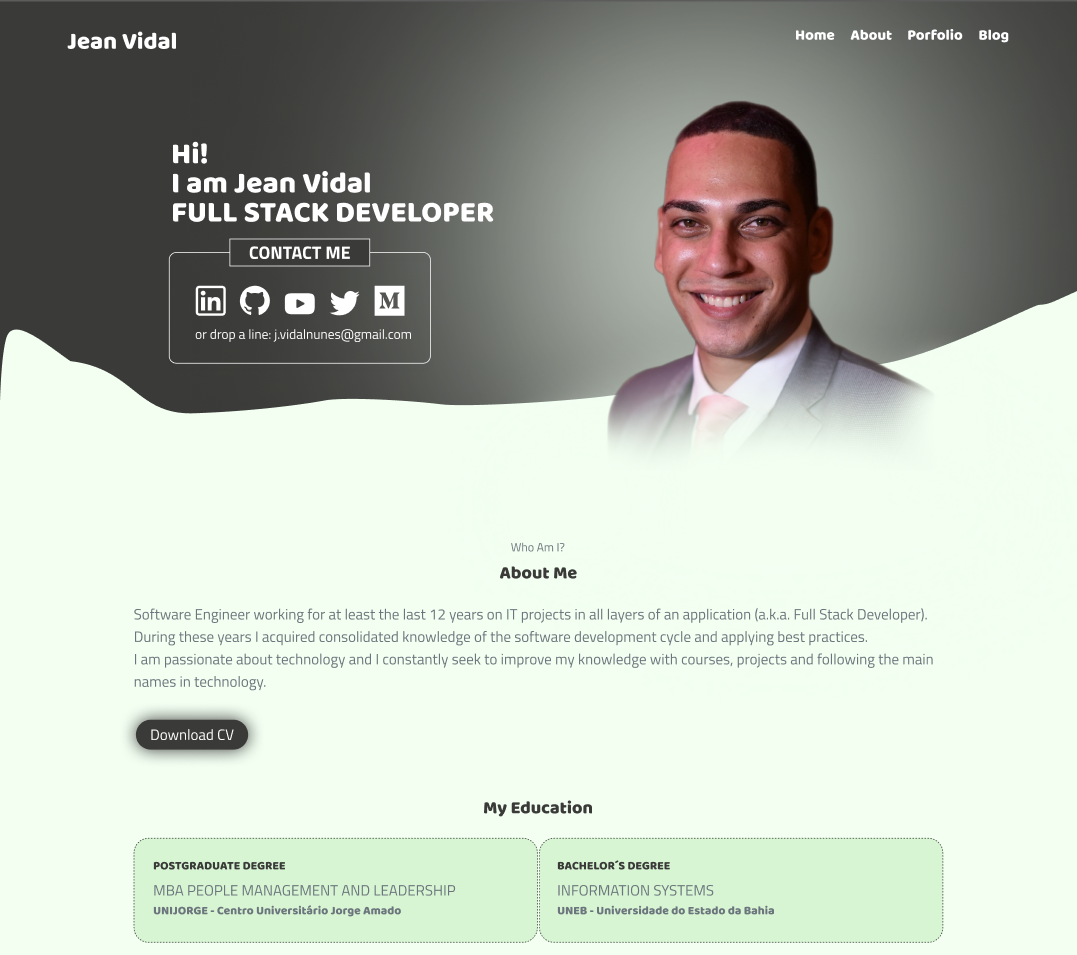 Jean Vidal
Home About Porfolio Blog
Hi!
I am Jean Vidal
FULL STACK DEVELOPER
CONTACT ME
in M
or drop a line: j.vidalnunes@gmail.com
Who Am I?
About Me
Software Engineer working for at least the last 12 years on IT projects in all layers of an application (a.k.a. Full Stack Developer).
During these years I acquired consolidated knowledge of the software development cycle and applying best practices.
I am passionate about technology and I constantly seek to improve my knowledge with courses, projects and following the main
names in technology.
Download CV
My Education
POSTGRADUATE DEGREE
MBA PEOPLE MANAGEMENT AND LEADERSHIP
UNIJORGE - Centro Universitário Jorge Amado
BACHELOR´S DEGREE
INFORMATION SYSTEMS
UNEB - Universidade do Estado da Bahia